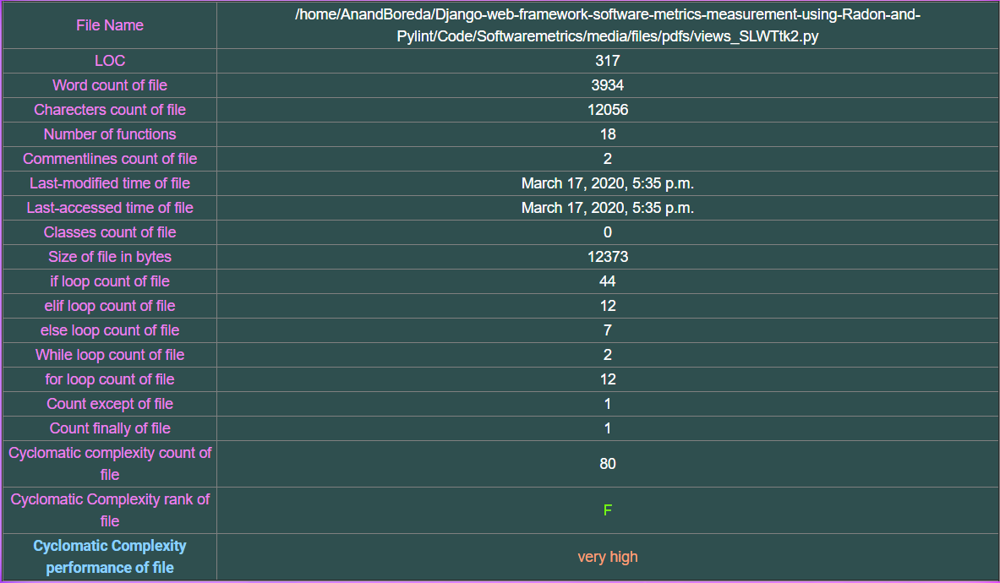 File Name
/home/AnandBoreda/Django-web-framework-software-metrics-measurement-using-Radon-and-
Pylint/Code/Softwaremetrics/media/files/pdfs/views_SLWTtk2.py
LOC 317
Word count of file 3934
Charecters count of file 12056
Number of functions 18
Commentlines count of file 2
Last-modified time of file March 17, 2020, 5:35 p.m.
Last-accessed time of file March 17, 2020, 5:35 p.m.
Classes count of file 0
Size of file in bytes 12373
if loop count of file 44
elif loop count of file 12
else loop count of file 7
While loop count of file 2
for loop count of file 12
Count except of file 1
Count finally of file 1
Cyclomatic complexity count of
file
80
Cyclomatic Complexity rank of
file
F
Cyclomatic Complexity
performance of file
very high